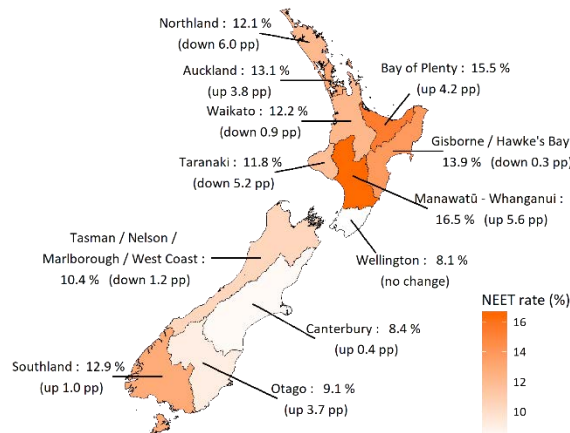 Northland : 12.1 %
(down 6.0 pp)
Auckland : 13.1 %
(up 3.8 pp)
Bay of Plenty : 15.5 %
(up 4.2 pp)
Waikato : 12.2 %
(down 0.9 pp)
Gisborne / Hawke's Bay :
13.9 % (down 0.3 pp)
Taranaki : 11.8 %
(down 5.2 pp)
Manawatū - Whanganui :
16.5 % (up 5.6 pp)
Tasman / Nelson /
Marlborough / West Coast :
10.4 % (down 1.2 pp)
Wellington : 8.1 %
(no change)
Canterbury : 8.4 %
(up 0.4 pp)
Southland : 12.9 %
(up 1.0 pp)
Otago : 9.1 %
(up 3.7 pp)
NEET rate (%)
16
14
12
10